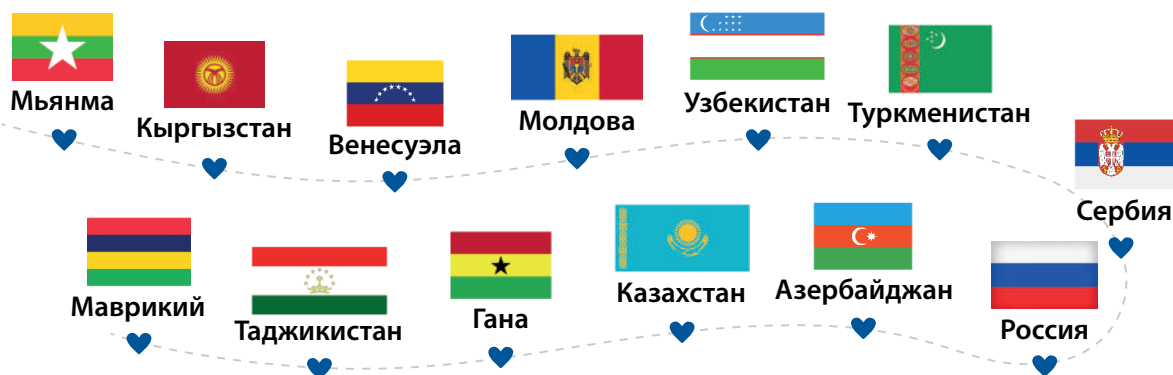 Мьянма
Кыргызстан
Венесуэла
Молдова
Узбекистан
Туркменистан
Сербия
Маврикий
Таджикистан
Гана
Казахстан
Азербайджан
Россия